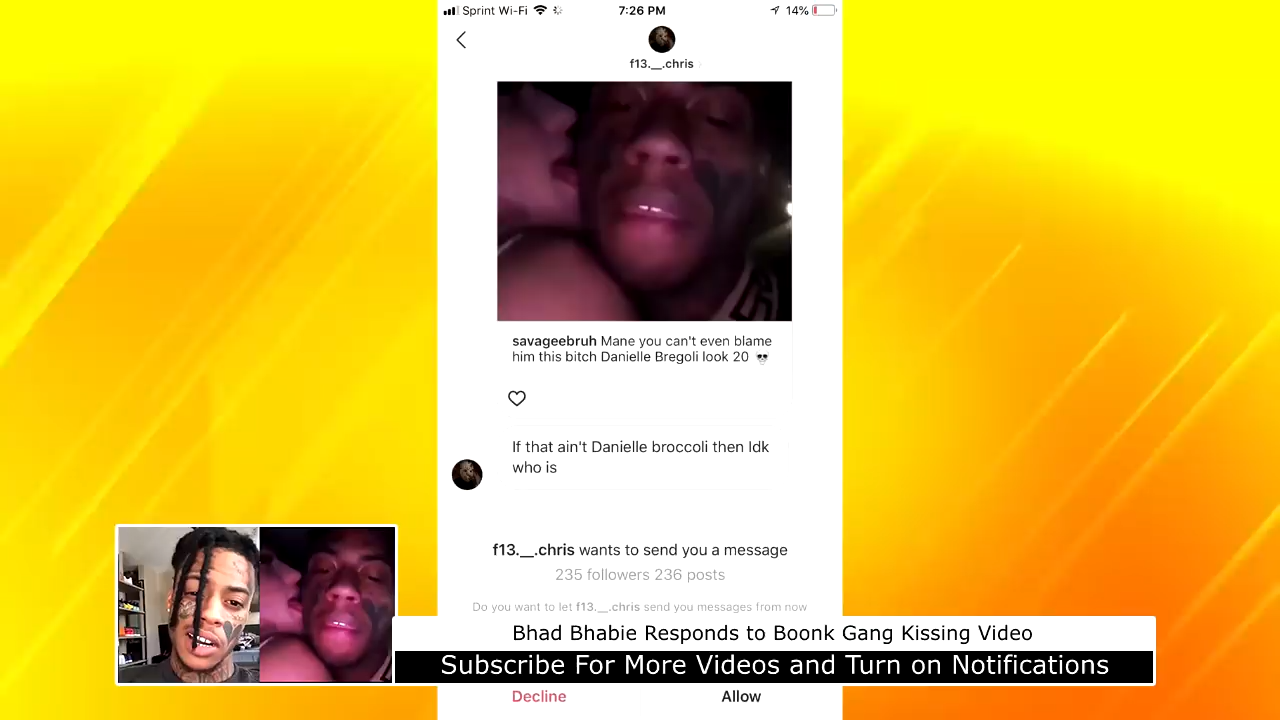 Sprint Wi-Fi 7:26 PM 14%
f13.__.chris
savageebruh Mane you can't even blame
him this bitch Danielle Bregoli look 20
If that ain't Danielle broccoli then Idk
who is
f13.__.chris wants to send you a message
235 followers 236 posts
Do you want to let f13.__.chris send you messages from now
Bhad Bhabie Responds to Boonk Gang Kissing Video
Subscribe For More Videos and Turn on Notifications
Decline Allow